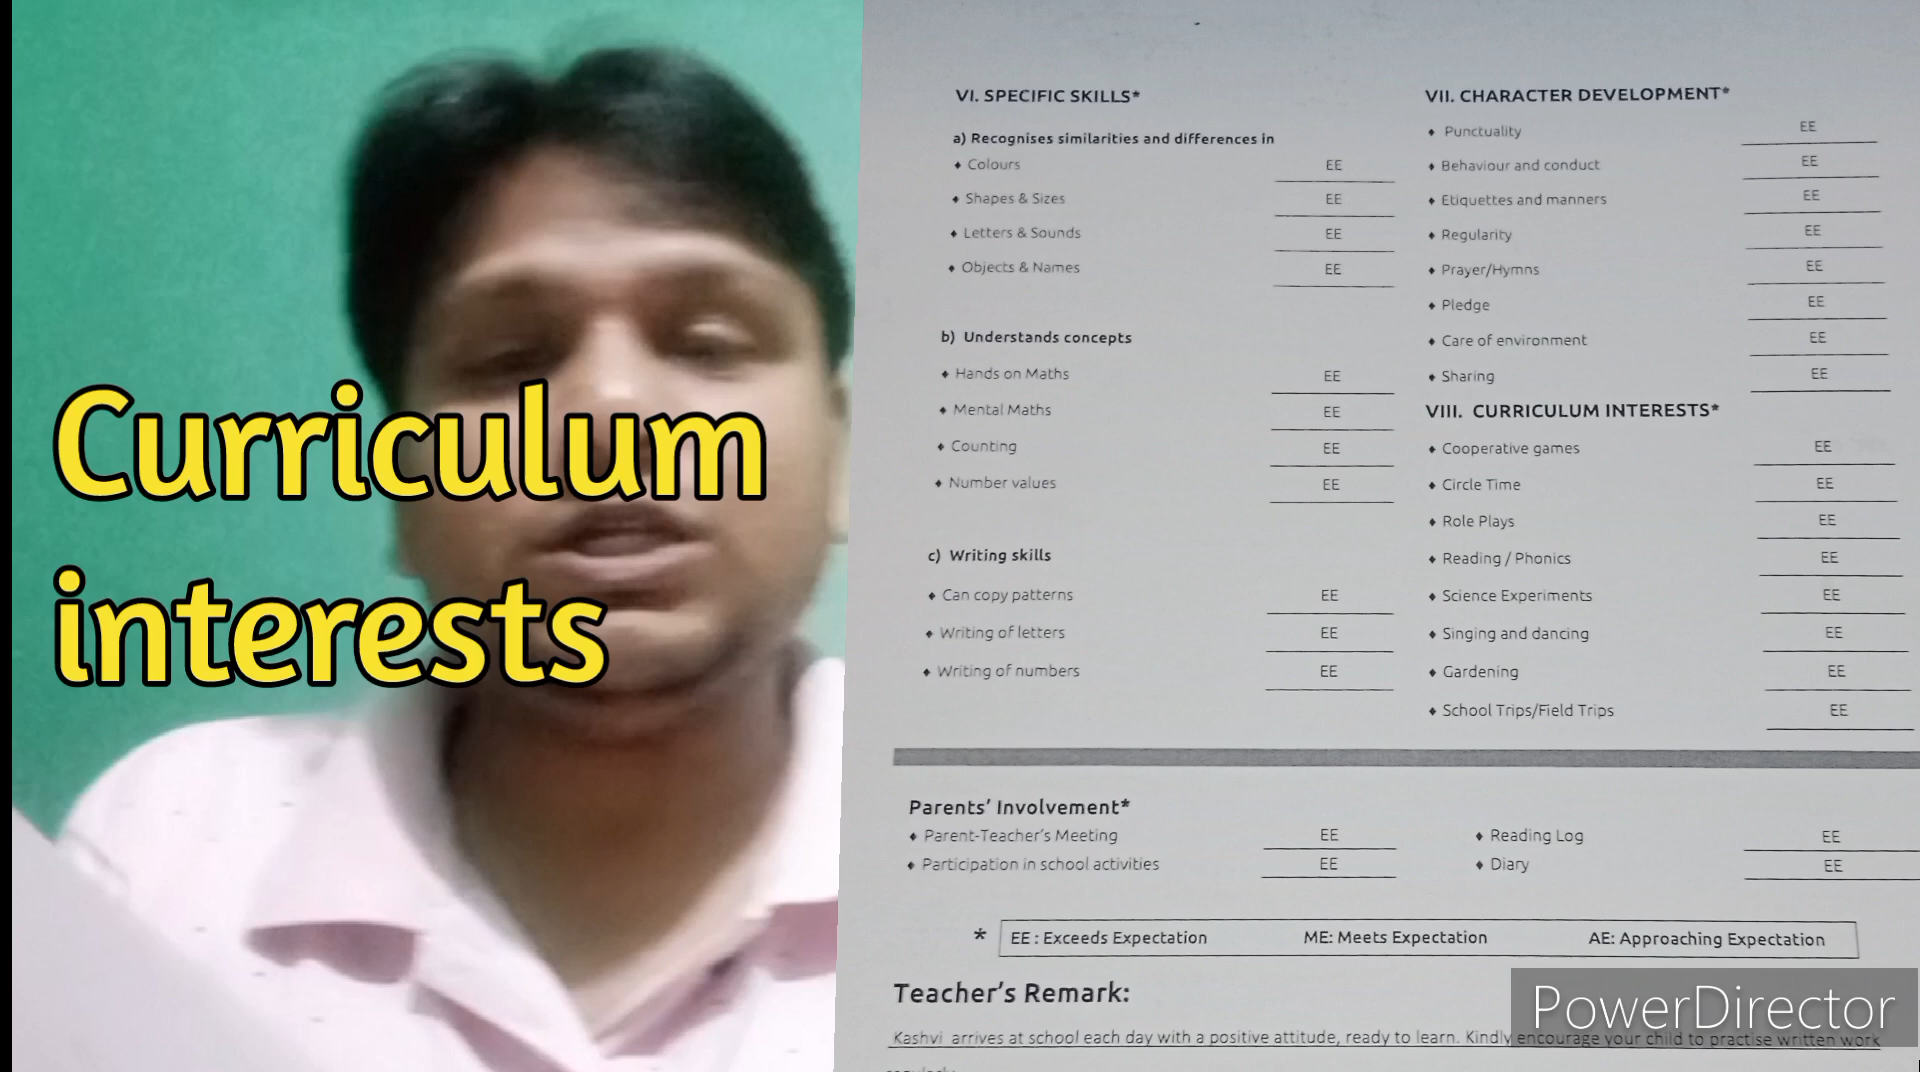 Curriculum
interests
VI. SPECIFIC SKILLS*
a) Recognises similarities and differences in
♦ Colours EE
♦ Shapes & Sizes EE
♦ Letters & Sounds EE
♦ Objects & Names EE
b) Understands concepts
♦ Hands on Maths EE
♦ Mental Maths EE
♦ Counting EE
♦ Number values EE
c) Writing skills
♦ Can copy patterns EE
♦ Writing of letters EE
♦ Writing of numbers EE
VII. CHARACTER DEVELOPMENT*
♦ Punctuality EE
♦ Behaviour and conduct EE
♦ Etiquettes and manners EE
♦ Regularity EE
♦ Prayer/Hymns EE
♦ Pledge EE
♦ Care of environment EE
♦ Sharing EE
VIII. CURRICULUM INTERESTS*
♦ Cooperative games EE
♦ Circle Time EE
♦ Role Plays EE
♦ Reading / Phonics EE
♦ Science Experiments EE
♦ Singing and dancing EE
♦ Gardening EE
♦ School Trips/Field Trips EE
Parents' Involvement*
♦ Parent-Teacher's Meeting EE ♦ Reading Log EE
♦ Participation in school activities EE ♦ Diary EE
* EE : Exceeds Expectation ME: Meets Expectation AE: Approaching Expectation
Teacher's Remark:
Kashvi arrives at school each day with a positive attitude, ready to learn. Kindly encourage your child to practise written work
PowerDirector